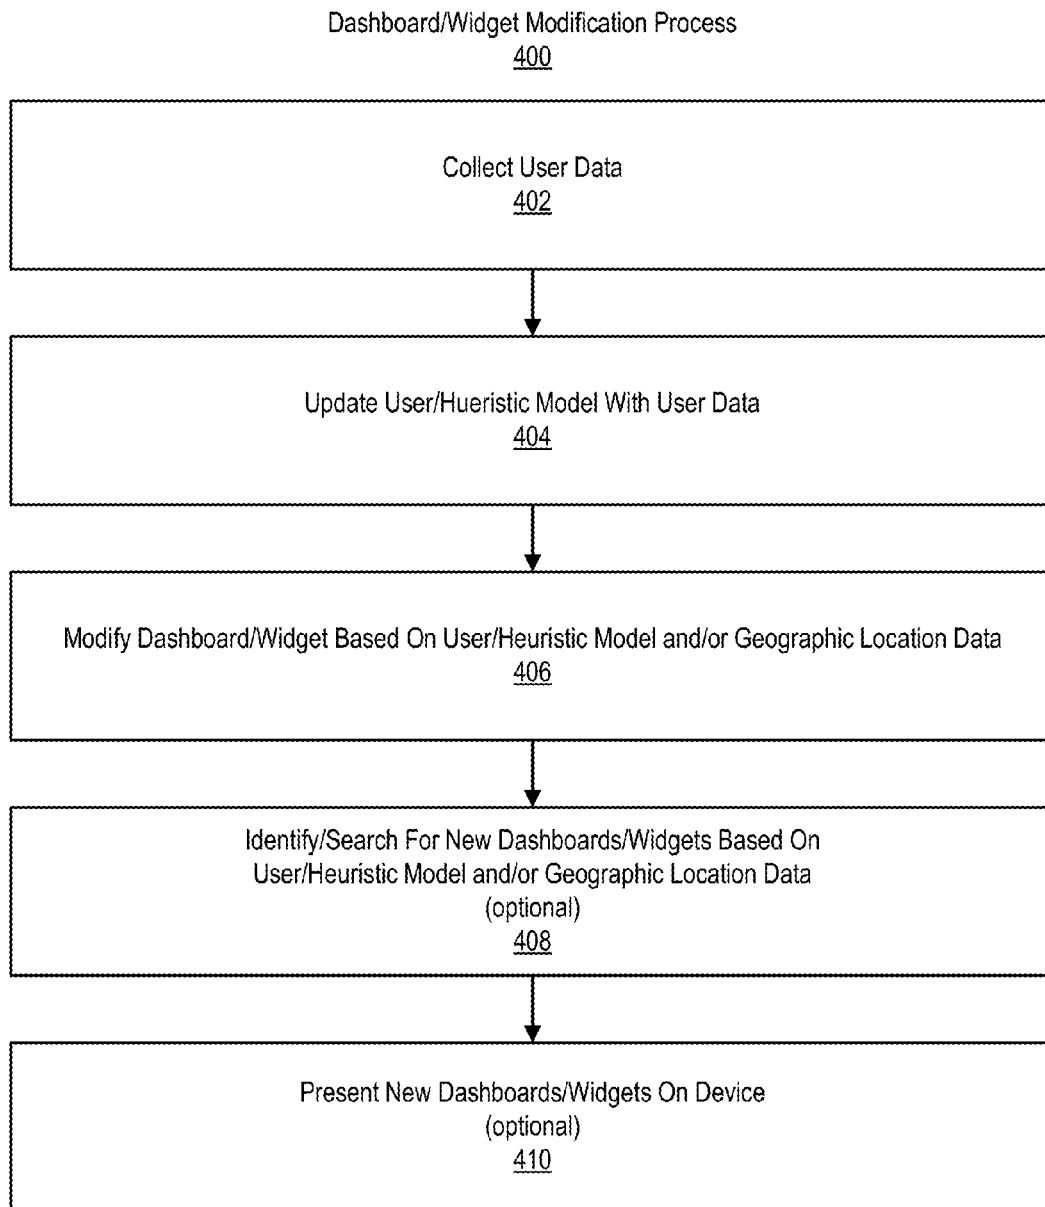 Dashboard/Widget Modification Process
400
Collect User Data
402
Update User/Hueristic Model With User Data
404
Modify Dashboard/Widget Based On User/Heuristic Model and/or Geographic Location Data
406
Identify/Search For New Dashboards/Widgets Based On
User/Heuristic Model and/or Geographic Location Data
(optional)
408
Present New Dashboards/Widgets On Device
(optional)
410